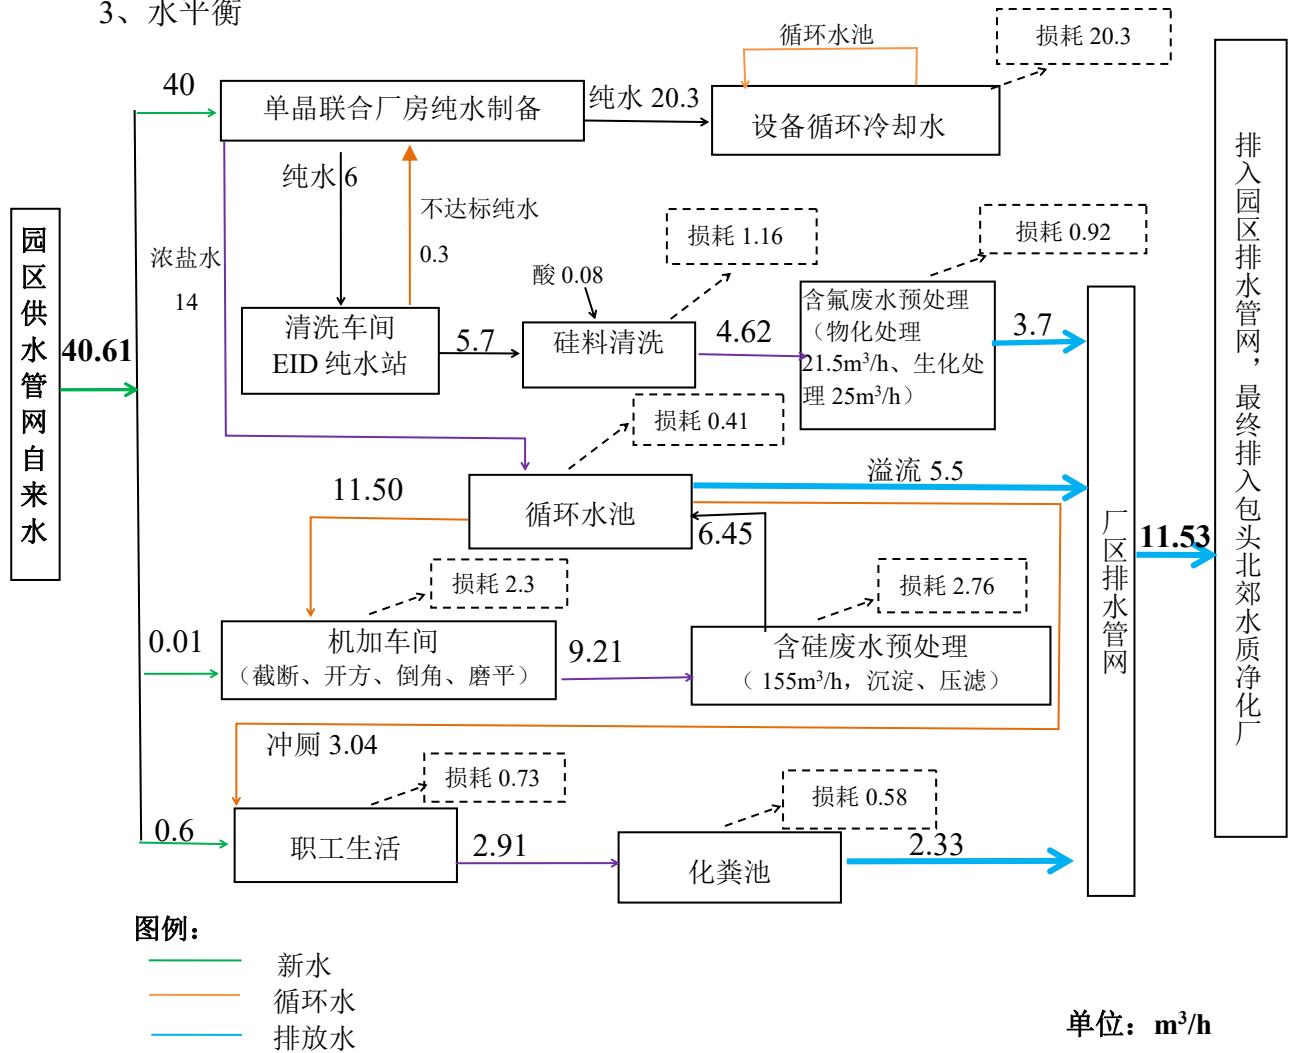 3、水平衡
循环水池
损耗 20.3
40
单晶联合厂房纯水制备
纯水 20.3
设备循环冷却水
纯水 6
不达标纯水
0.3
浓盐水
14
损耗 1.16
损耗 0.92
酸 0.08
园区供水管网自来水
40.61
清洗车间
EID 纯水站
5.7
硅料清洗
4.62
含氟废水预处理
（物化处理
21.5m³/h、生化处
理 25m³/h）
3.7
损耗 0.41
11.50
循环水池
溢流 5.5
6.45
厂区排水管网
11.53
排入园区排水管网，最终排入包头北郊水质净化厂
损耗 2.3
损耗 2.76
0.01
机加车间
（截断、开方、倒角、磨平）
9.21
含硅废水预处理
（ 155m³/h，沉淀、压滤）
冲厕 3.04
损耗 0.73
损耗 0.58
0.6
职工生活
2.91
化粪池
2.33
图例：
新水
循环水
排放水
单位：m³/h